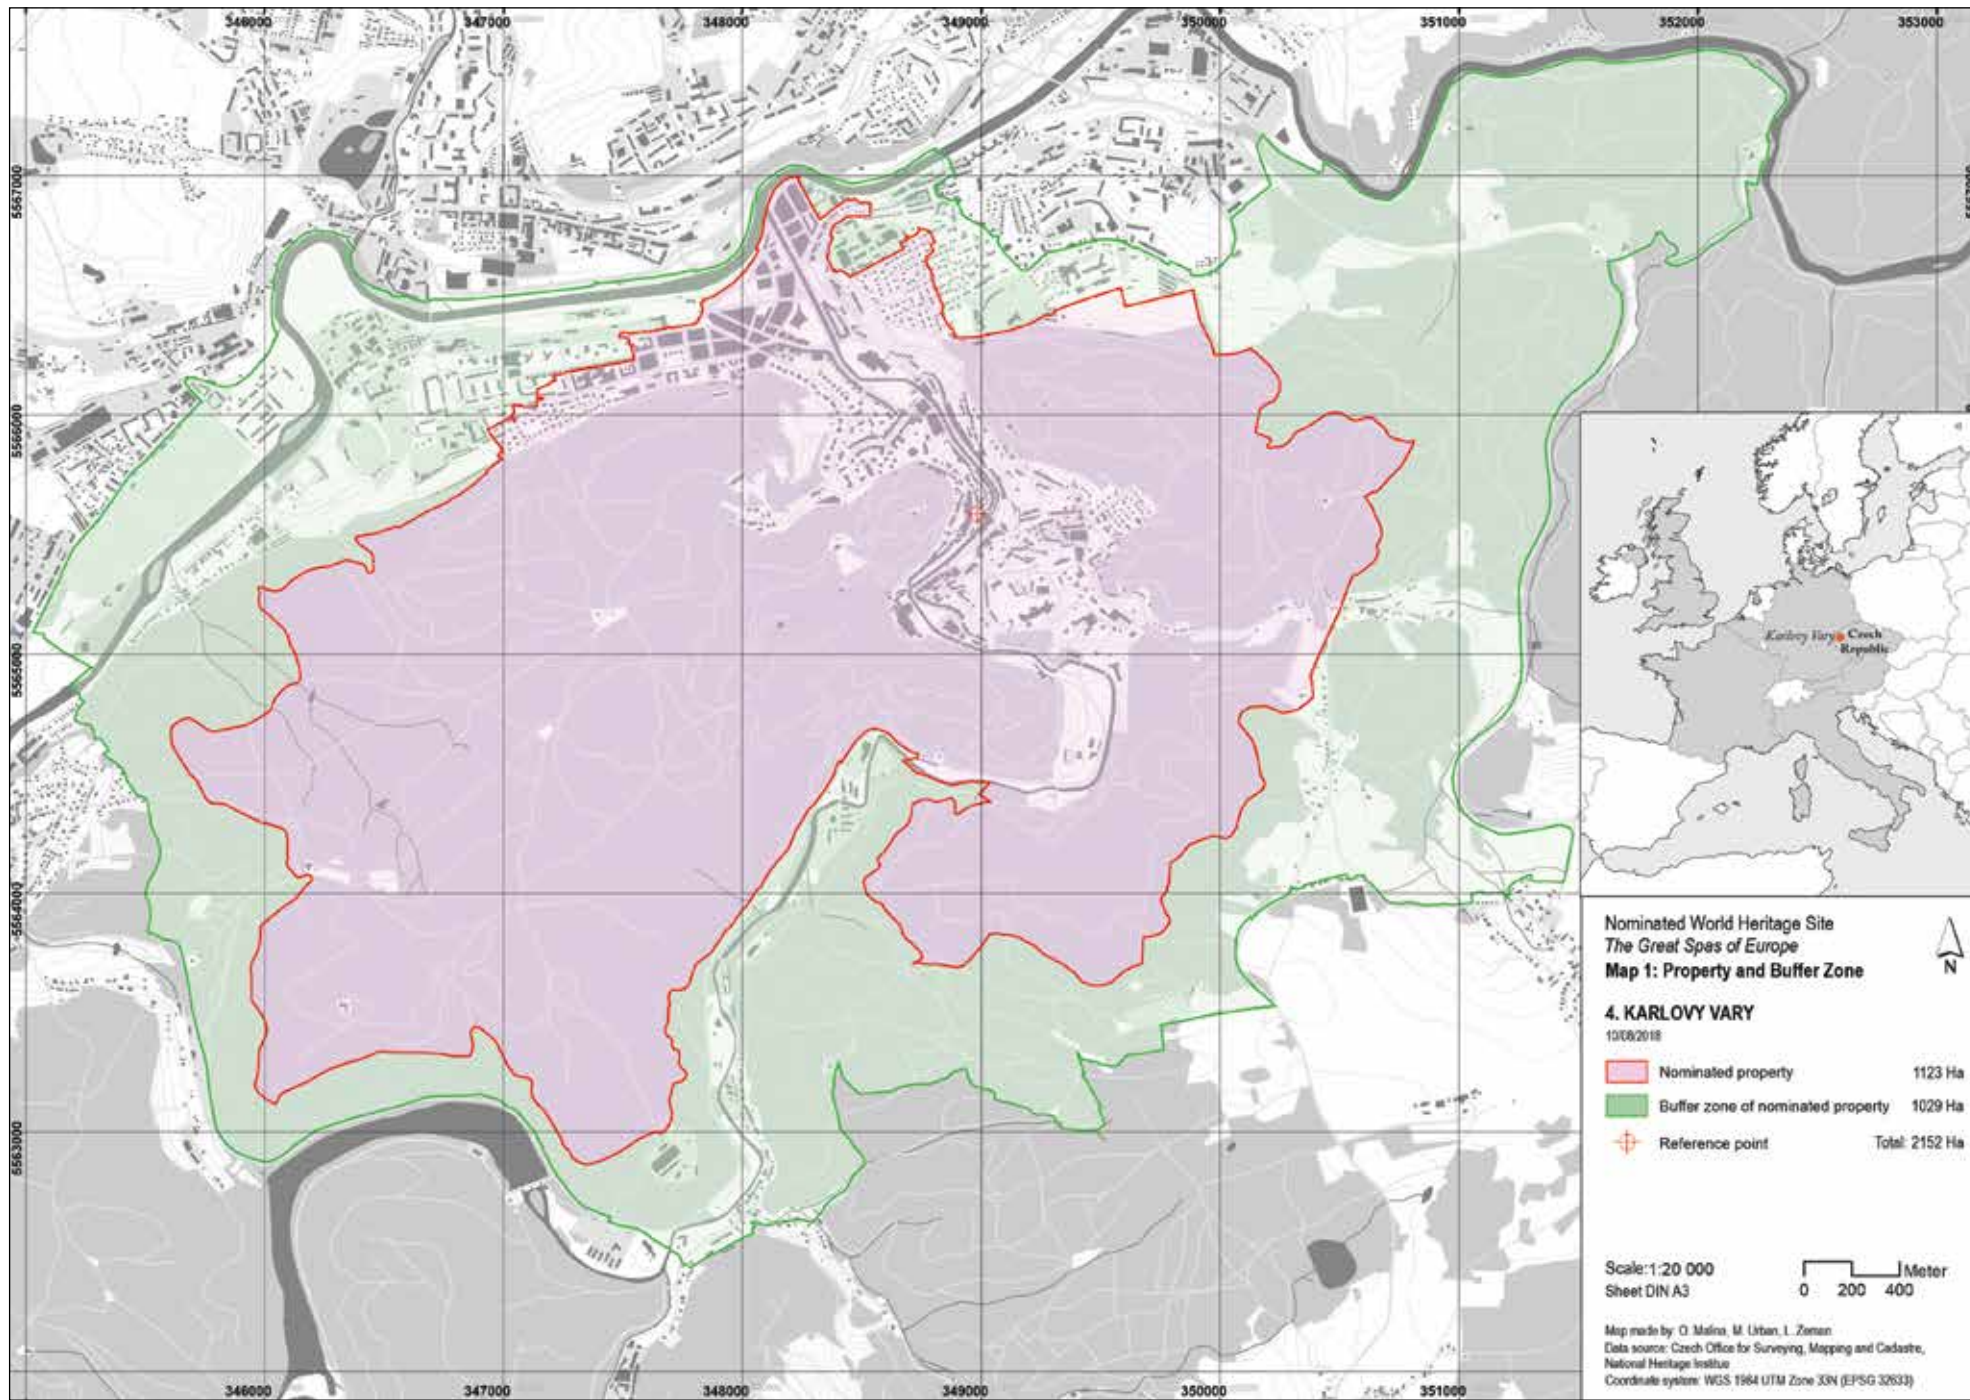 346000 347000 348000 349000 350000 351000 352000 353000
5567000
5566000
5565000
5564000
5563000
Karlovy Vary Czech
Republic
Nominated World Heritage Site
The Great Spas of Europe
Map 1: Property and Buffer Zone
N
4. KARLOVY VARY
10/08/2018
Nominated property 1123 Ha
Buffer zone of nominated property 1029 Ha
Reference point Total: 2152 Ha
Scale:1:20 000
Sheet DIN A3
Meter
0 200 400
Map made by: O. Malina, M. Urban, L. Zeman
Data source: Czech Office for Surveying, Mapping and Cadastre,
National Heritage Institue
Coordinate system: WGS 1984 UTM Zone 33N (EPSG 32633)
346000 347000 348000 349000 350000 351000